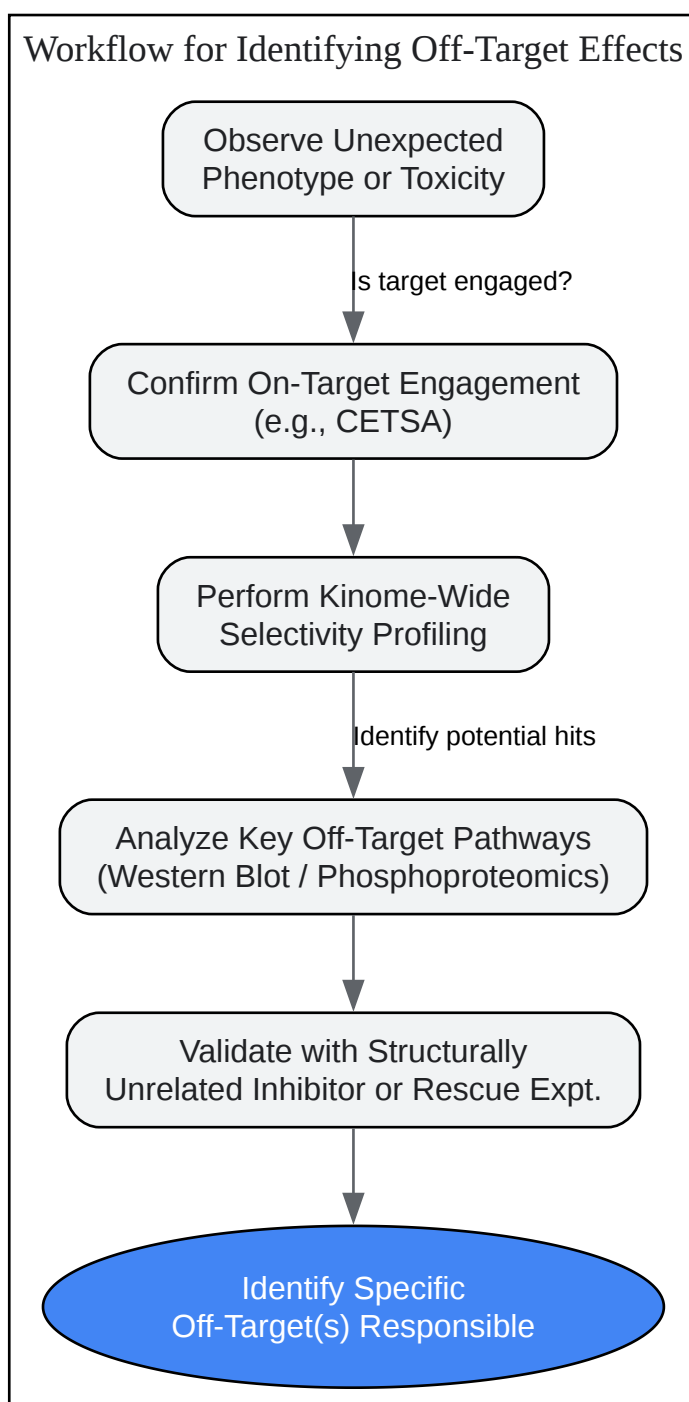 Workflow for Identifying Off-Target Effects
Observe Unexpected
Phenotype or Toxicity
Is target engaged?
Confirm On-Target Engagement
(e.g., CETSA)
Perform Kinome-Wide
Selectivity Profiling
Identify potential hits
Analyze Key Off-Target Pathways
(Western Blot / Phosphoproteomics)
Validate with Structurally
Unrelated Inhibitor or Rescue Expt.
Identify Specific
Off-Target(s) Responsible